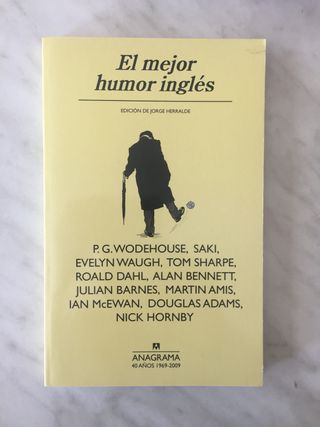 El mejor
humor inglés
EDICIÓN DE JORGE HERRALDE
P. G. WODEHOUSE, SAKI,
EVELYN WAUGH, TOM SHARPE,
ROALD DAHL, ALAN BENNETT,
JULIAN BARNES, MARTIN AMIS,
IAN McEWAN, DOUGLAS ADAMS,
NICK HORNBY
ANAGRAMA
40 AÑOS 1969-2009